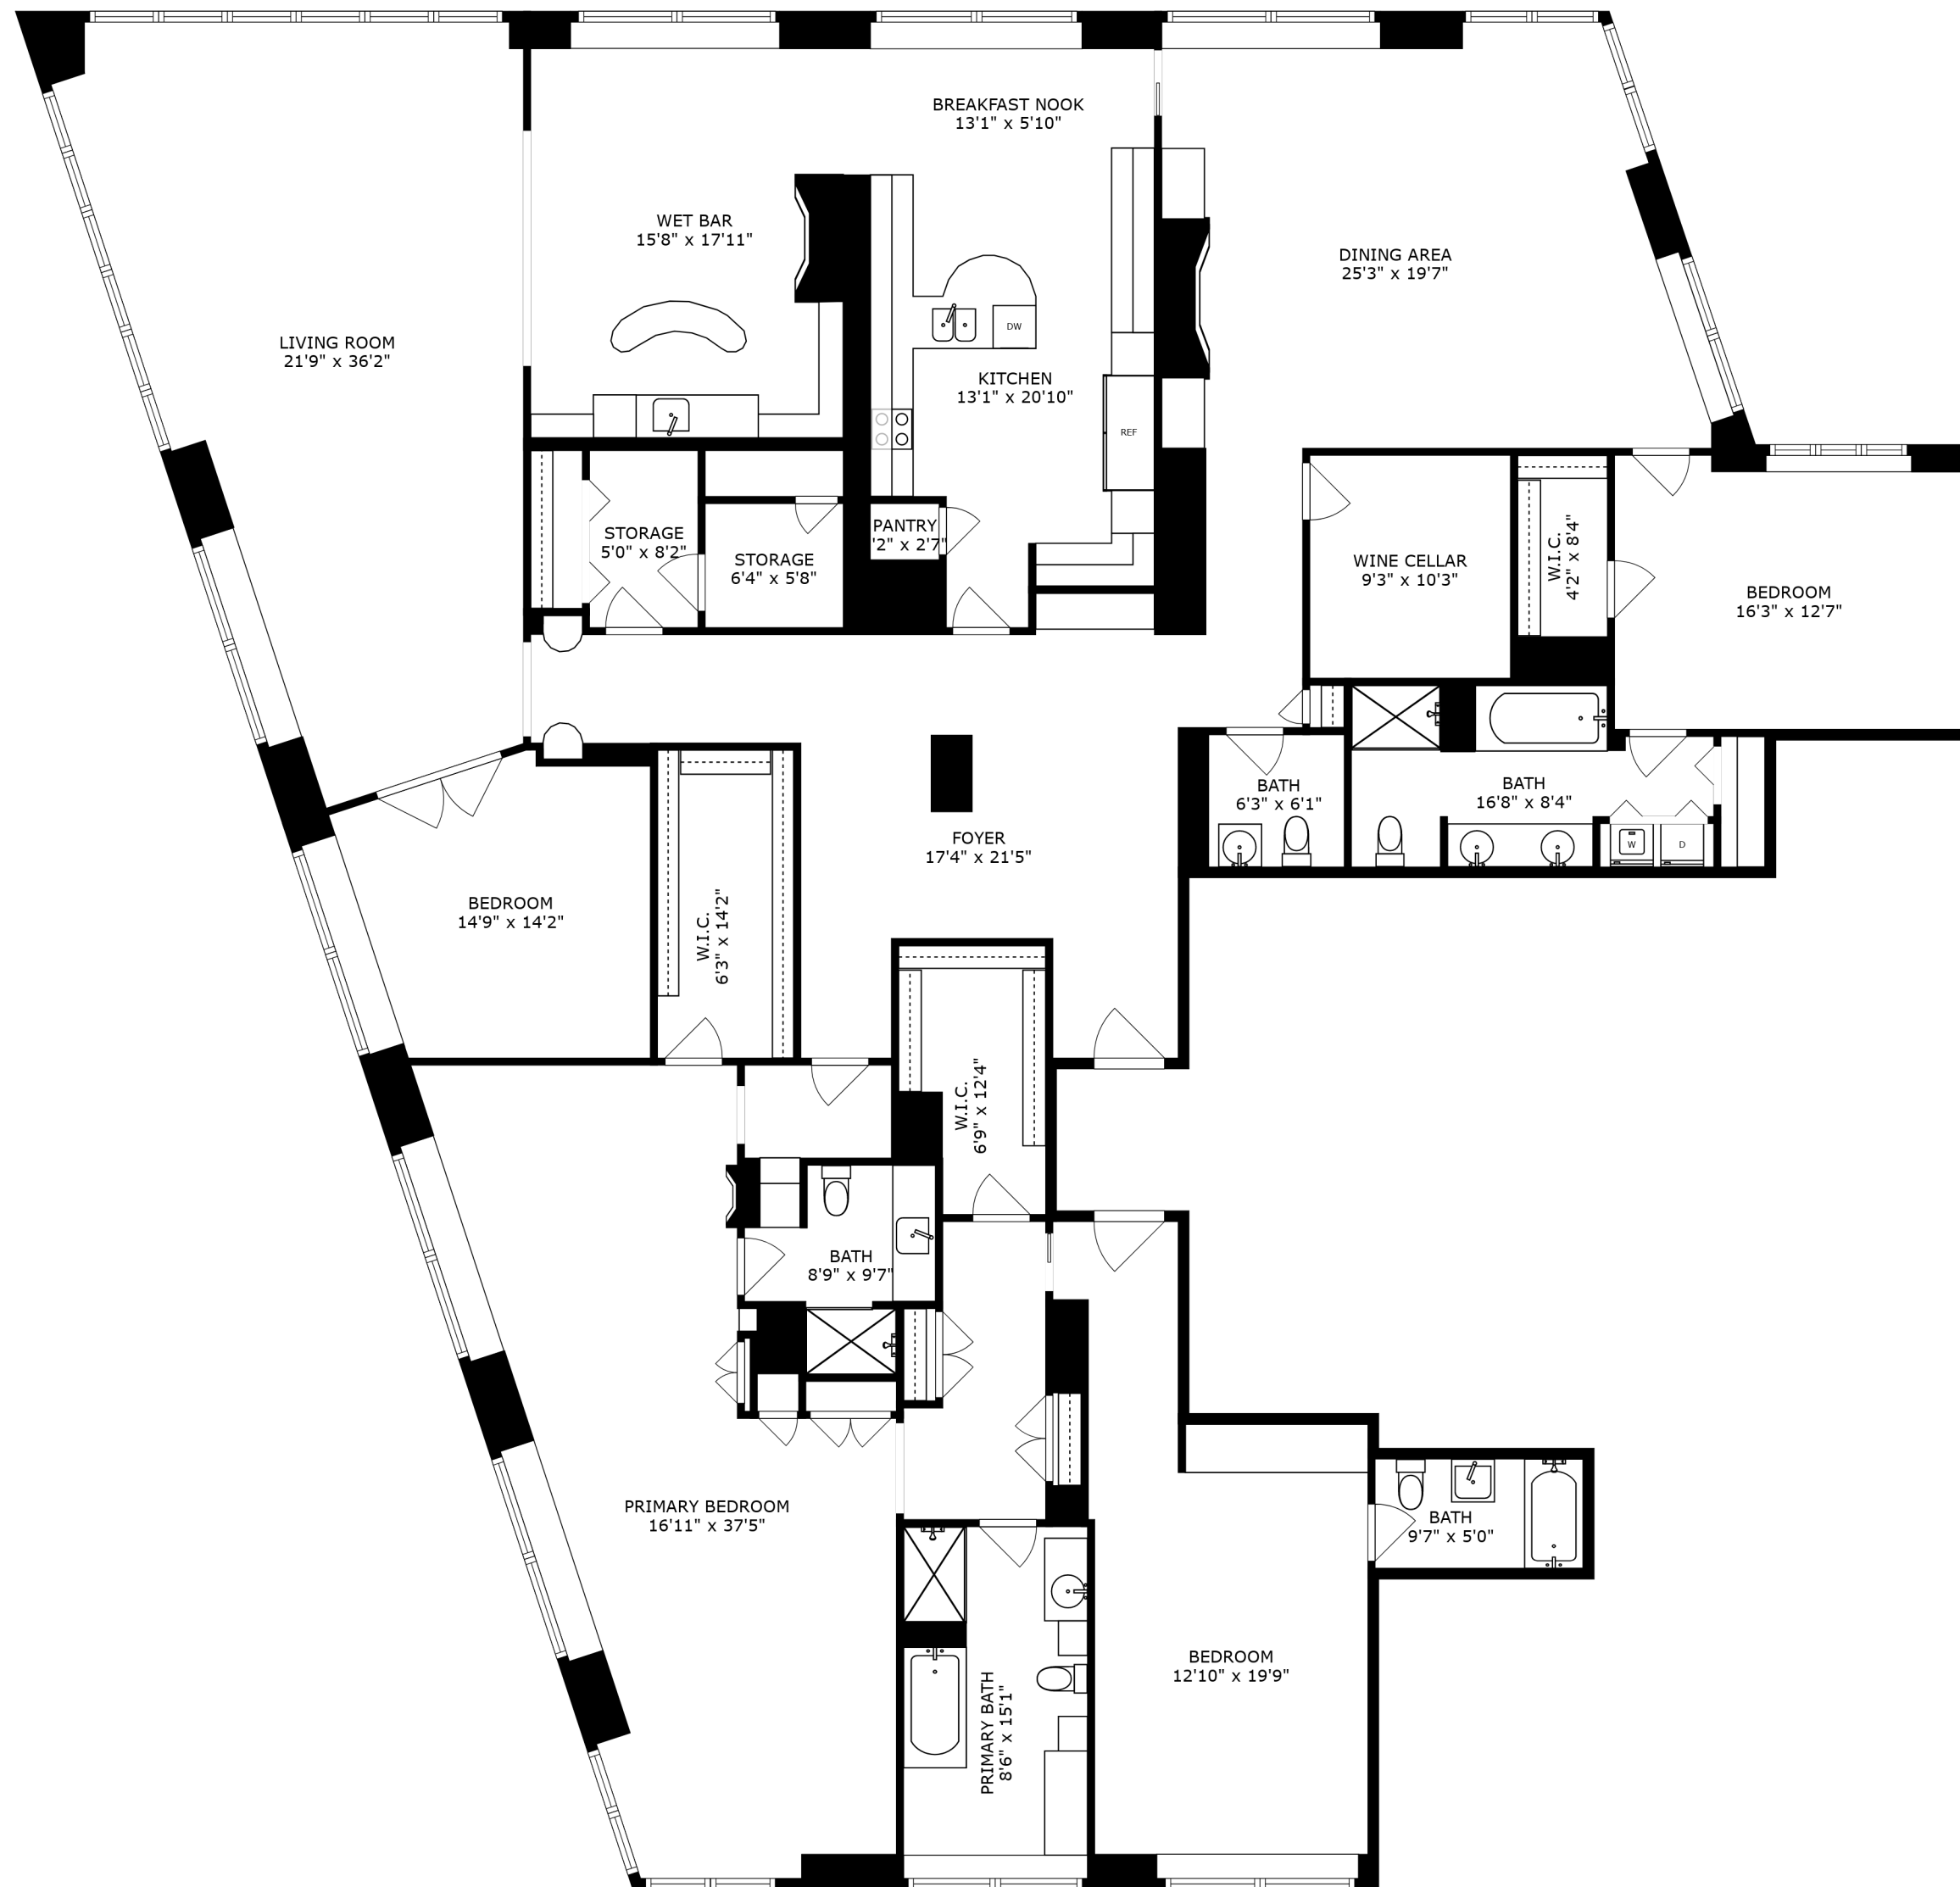 BREAKFAST NOOK
13'1" x 5'10"
WET BAR
15'8" x 17'11"
DINING AREA
25'3" x 19'7"
LIVING ROOM
21'9" x 36'2"
DW
KITCHEN
13'1" x 20'10"
REF
STORAGE
5'0" x 8'2"
STORAGE
6'4" x 5'8"
PANTRY
'2" x 2'7"
WINE CELLAR
9'3" x 10'3"
W.I.C.
4'2" x 8'4"
BEDROOM
16'3" x 12'7"
BATH
6'3" x 6'1"
BATH
16'8" x 8'4"
W
D
FOYER
17'4" x 21'5"
BEDROOM
14'9" x 14'2"
W.I.C.
6'3" x 14'2"
W.I.C.
6'9" x 12'4"
BATH
8'9" x 9'7"
PRIMARY BEDROOM
16'11" x 37'5"
BATH
9'7" x 5'0"
BEDROOM
12'10" x 19'9"
PRIMARY BATH
8'6" x 15'1"